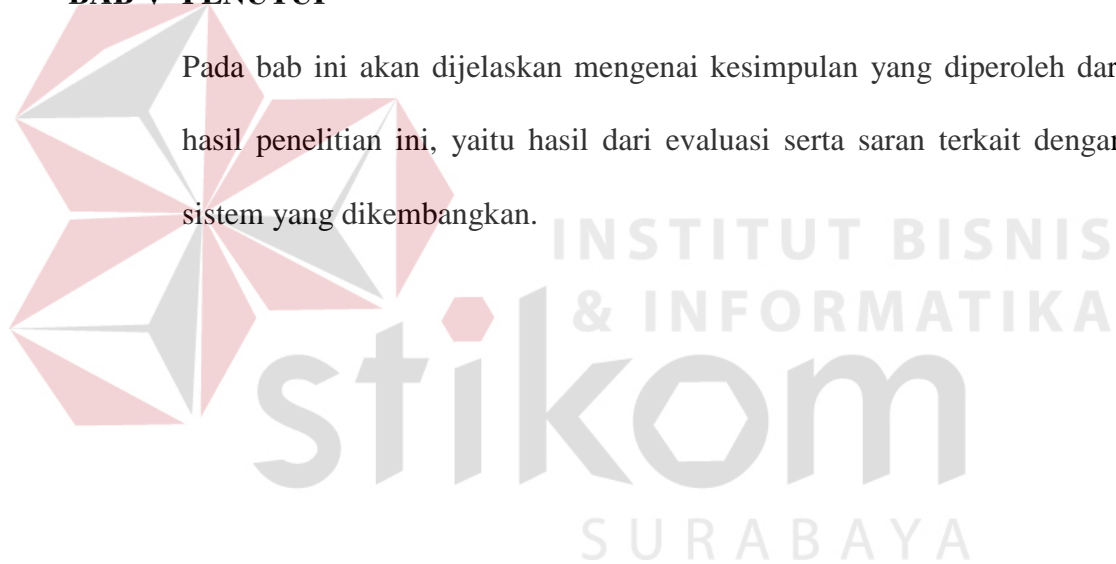 BAB V PENUTUP
Pada bab ini akan dijelaskan mengenai kesimpulan yang diperoleh dar
hasil penelitian ini, yaitu hasil dari evaluasi serta saran terkait dengan
sistem yang dikembangkan.
INSTITUT BISNIS
& INFORMATIKA
stikom
SURABAYA